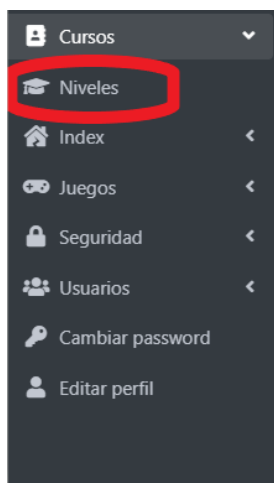 Cursos
Niveles
Index
Juegos
Seguridad
Usuarios
Cambiar password
Editar perfil